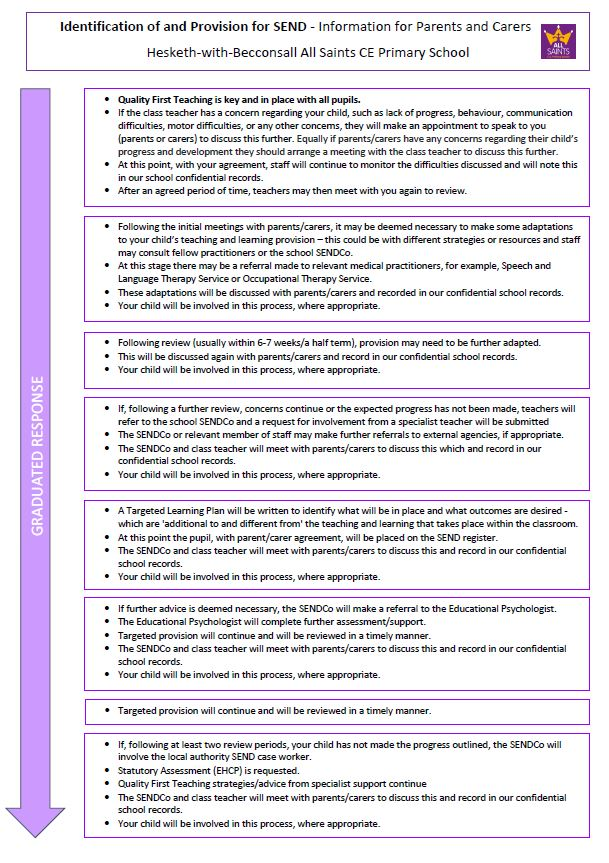 Identification of and Provision for SEND - Information for Parents and Carers
Hesketh-with-Becconsall All Saints CE Primary School
ALL
SAINTS
GRADUATED RESPONSE
• Quality First Teaching is key and in place with all pupils.
• If the class teacher has a concern regarding your child, such as lack of progress, behaviour, communication
difficulties, motor difficulties, or any other concerns, they will make an appointment to speak to you
(parents or carers) to discuss this further. Equally if parents/carers have any concerns regarding their child's
progress and development they should arrange a meeting with the class teacher to discuss this further.
• At this point, with your agreement, staff will continue to monitor the difficulties discussed and will note this
in our school confidential records.
• After an agreed period of time, teachers may then meet with you again to review.
• Following the initial meetings with parents/carers, it may be deemed necessary to make some adaptations
to your child's teaching and learning provision – this could be with different strategies or resources and staff
may consult fellow practitioners or the school SENDCo.
• At this stage there may be a referral made to relevant medical practitioners, for example, Speech and
Language Therapy Service or Occupational Therapy Service.
• These adaptations will be discussed with parents/carers and recorded in our confidential school records.
• Your child will be involved in this process, where appropriate.
• Following review (usually within 6-7 weeks/a half term), provision may need to be further adapted.
• This will be discussed again with parents/carers and record in our confidential school records.
• Your child will be involved in this process, where appropriate.
• If, following a further review, concerns continue or the expected progress has not been made, teachers will
refer to the school SENDCo and a request for involvement from a specialist teacher will be submitted
• The SENDCo or relevant member of staff may make further referrals to external agencies, if appropriate.
• The SENDCo and class teacher will meet with parents/carers to discuss this which and record in our
confidential school records.
• Your child will be involved in this process, where appropriate.
• A Targeted Learning Plan will be written to identify what will be in place and what outcomes are desired -
which are 'additional to and different from' the teaching and learning that takes place within the classroom.
• At this point the pupil, with parent/carer agreement, will be placed on the SEND register.
• The SENDCo and class teacher will meet with parents/carers to discuss this and record in our confidential
school records.
• Your child will be involved in this process, where appropriate.
• If further advice is deemed necessary, the SENDCo will make a referral to the Educational Psychologist.
• The Educational Psychologist will complete further assessment/support.
• Targeted provision will continue and will be reviewed in a timely manner.
• The SENDCo and class teacher will meet with parents/carers to discuss this and record in our confidential
school records.
• Your child will be involved in this process, where appropriate.
• Targeted provision will continue and will be reviewed in a timely manner.
• If, following at least two review periods, your child has not made the progress outlined, the SENDCo will
involve the local authority SEND case worker.
• Statutory Assessment (EHCP) is requested.
• Quality First Teaching strategies/advice from specialist support continue
• The SENDCo and class teacher will meet with parents/carers to discuss this and record in our confidential
school records.
• Your child will be involved in this process, where appropriate.